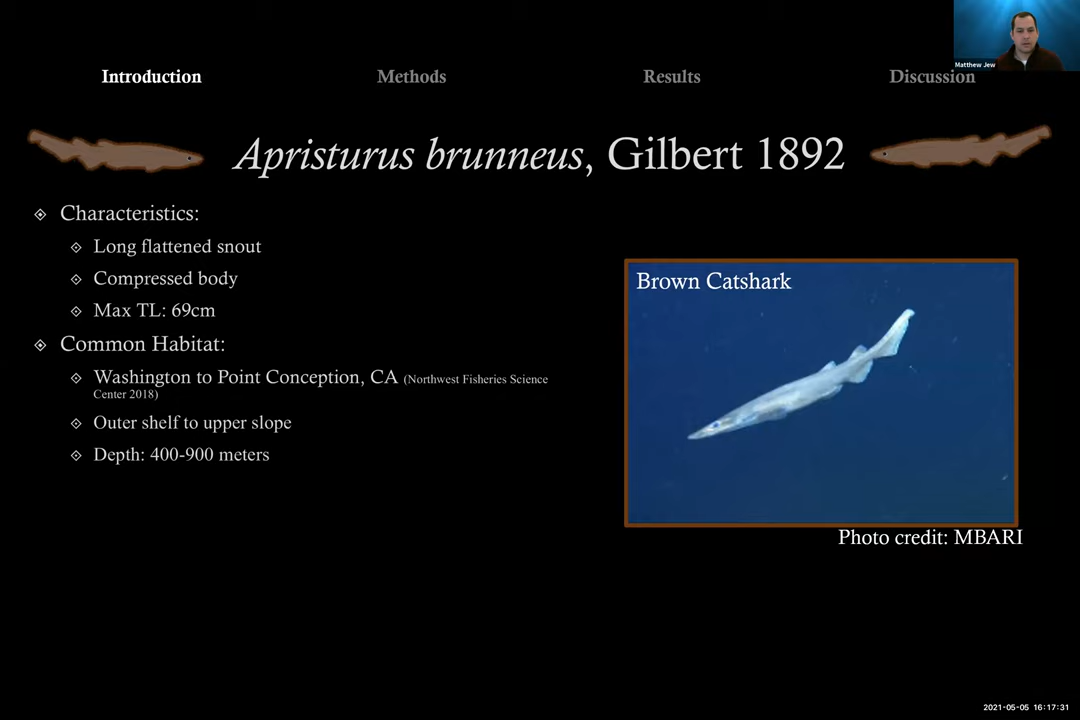 Matthew Jew
Introduction Methods Results Discussion
Apristurus brunneus, Gilbert 1892
Characteristics:
Long flattened snout
Compressed body
Max TL: 69cm
Common Habitat:
Washington to Point Conception, CA (Northwest Fisheries Science
Center 2018)
Outer shelf to upper slope
Depth: 400-900 meters
Brown Catshark
Photo credit: MBARI
2021-05-05 16:17:31